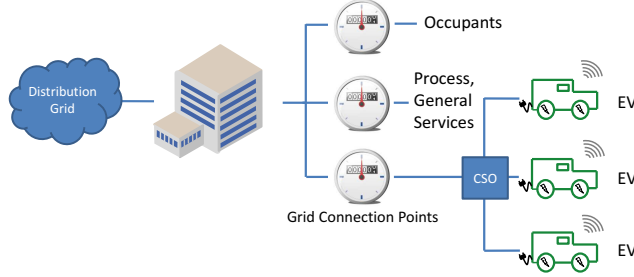 Occupants
Distribution
Grid
Process,
General
Services
EV
CSO
EV
Grid Connection Points
EV